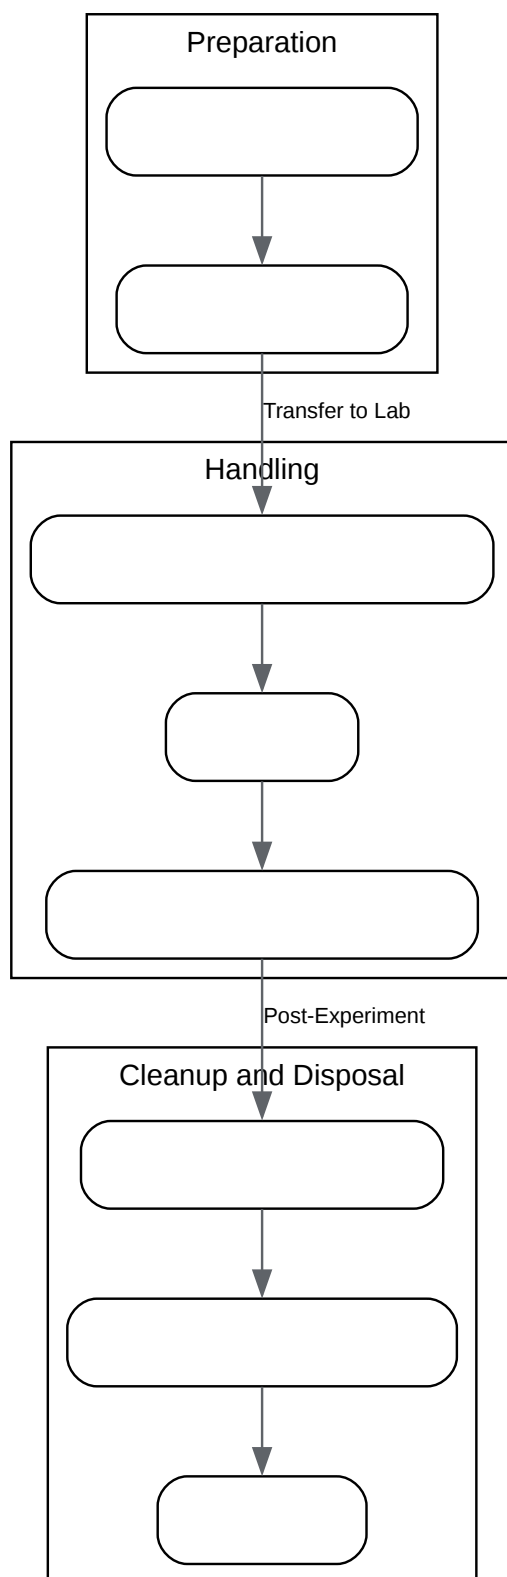 Preparation
Transfer to Lab
Handling
Post-Experiment
Cleanup and Disposal